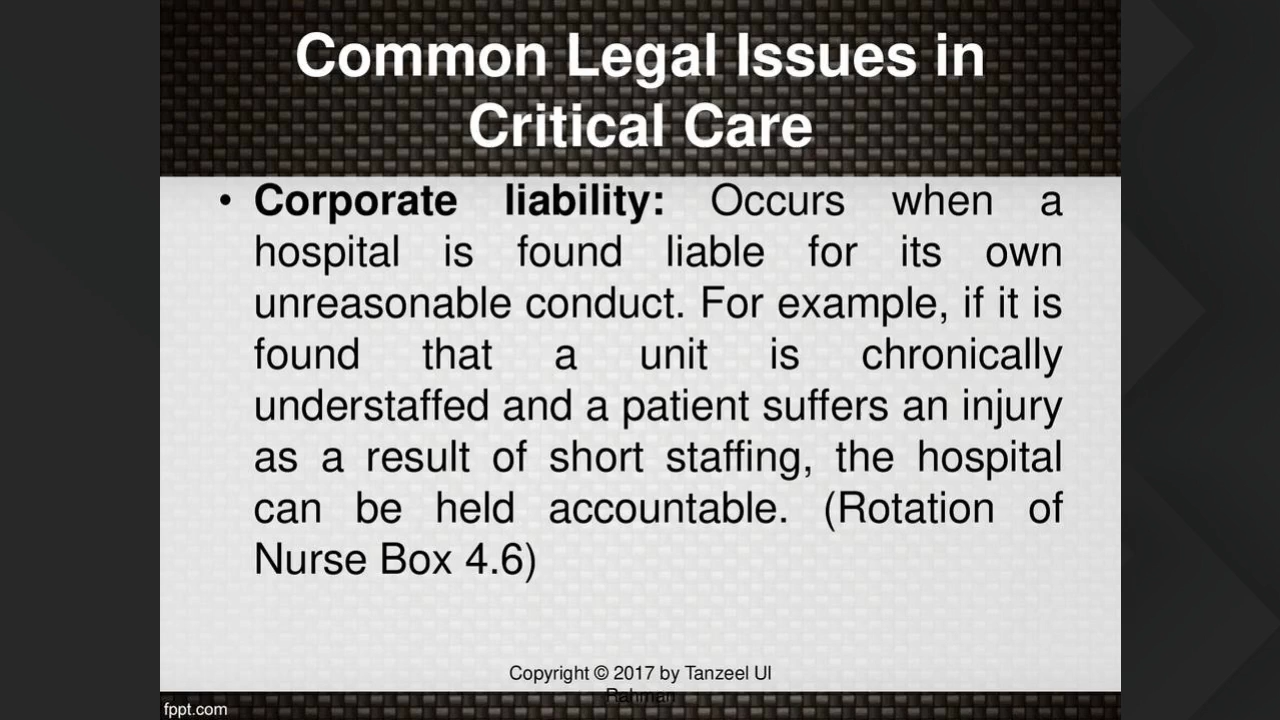 Common Legal Issues in
Critical Care
• Corporate liability: Occurs when a
hospital is found liable for its own
unreasonable conduct. For example, if it is
found that a unit is chronically
understaffed and a patient suffers an injury
as a result of short staffing, the hospital
can be held accountable. (Rotation of
Nurse Box 4.6)
Copyright © 2017 by Tanzeel Ul
Rahman
fppt.com